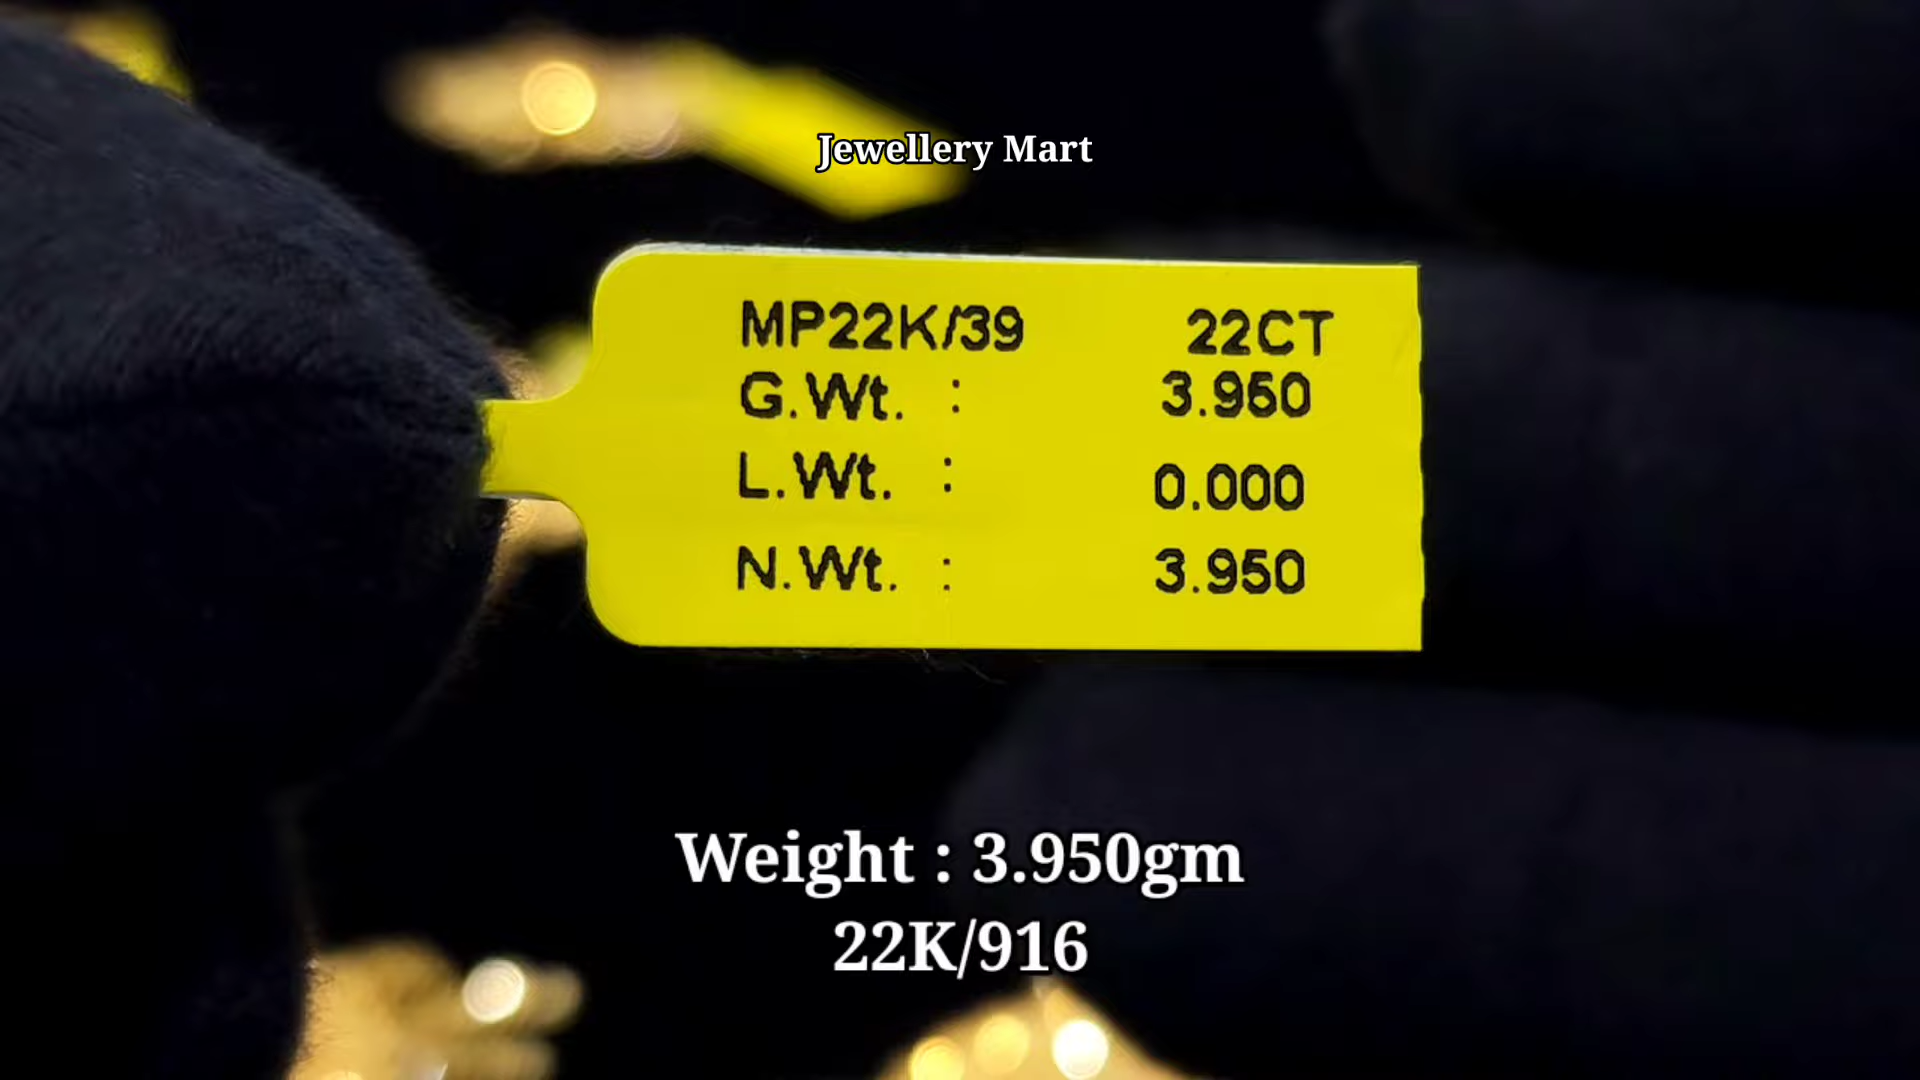 Jewellery Mart
MP22K/39 22CT
G.Wt. : 3.950
L.Wt. : 0.000
N.Wt. : 3.950
Weight : 3.950gm
22K/916